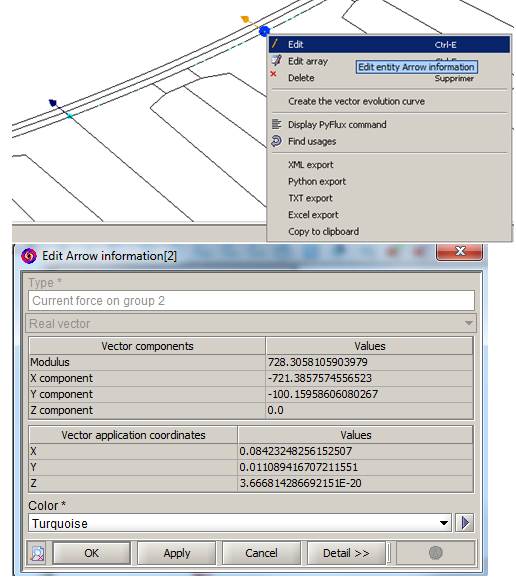 Edit Ctrl-E
Edit array
Edit entity Arrow information
Delete Supprimer
Create the vector evolution curve
Display PyFlux command
Find usages
XML export
Python export
TXT export
Excel export
Copy to clipboard
Edit Arrow information[2]
Type *
Current force on group 2
Real vector
Vector components Values
Modulus 728.3058105903979
X component -721.3857574556523
Y component -100.15958606080267
Z component 0.0
Vector application coordinates Values
X 0.08423248256152507
Y 0.011089416707211551
Z 3.666814286692151E-20
Color *
Turquoise
OK Apply Cancel Detail >>